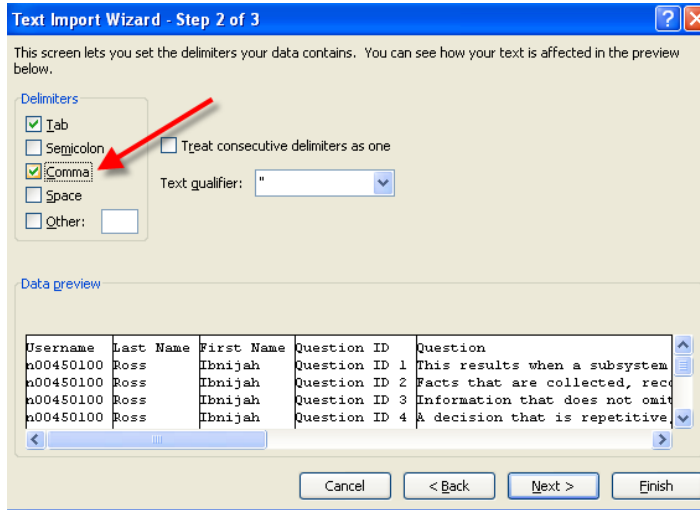 Text Import Wizard - Step 2 of 3
This screen lets you set the delimiters your data contains. You can see how your text is affected in the preview
below.
Delimiters
Tab
Semicolon
Comma
Space
Other:
Treat consecutive delimiters as one
Text qualifier: "
Data preview
Username Last Name First Name Question ID Question
n00450100 Ross Ibnijah Question ID 1 This results when a subsystem
n00450100 Ross Ibnijah Question ID 2 Facts that are collected, reco
n00450100 Ross Ibnijah Question ID 3 Information that does not omit
n00450100 Ross Ibnijah Question ID 4 A decision that is repetitive,
Cancel < Back Next > Finish